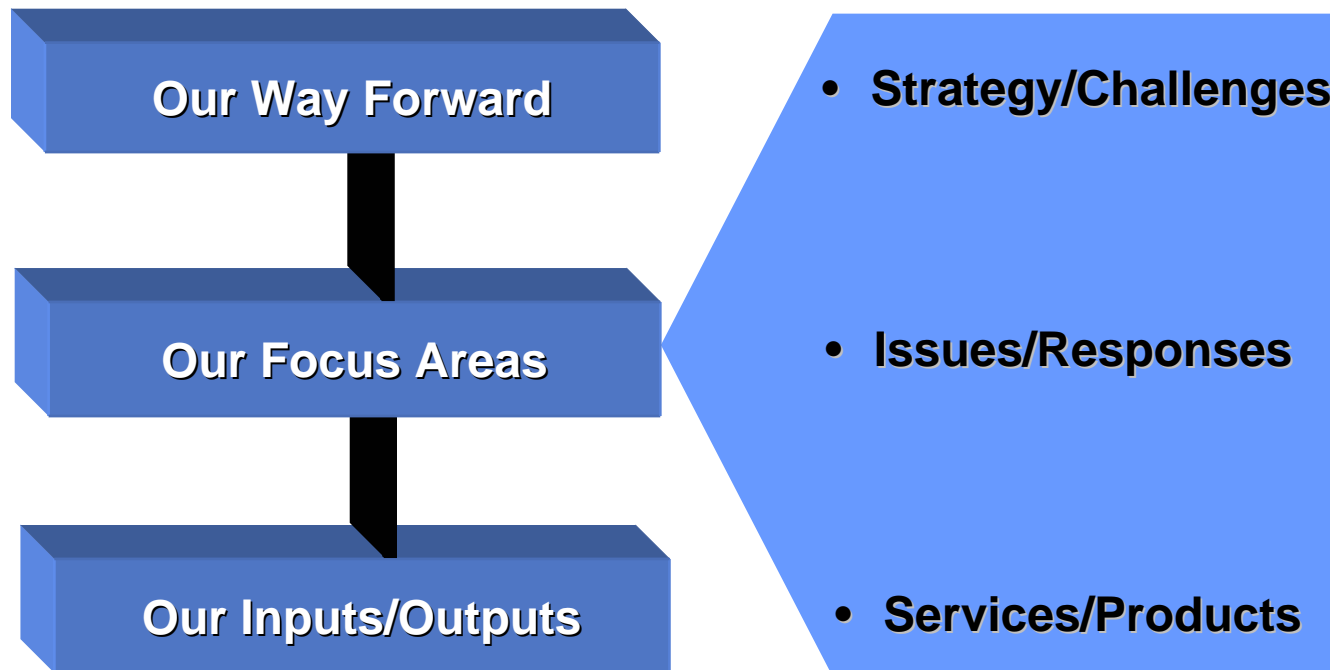 Our Way Forward
• Strategy/Challenges
Our Focus Areas
• Issues/Responses
Our Inputs/Outputs
• Services/Products